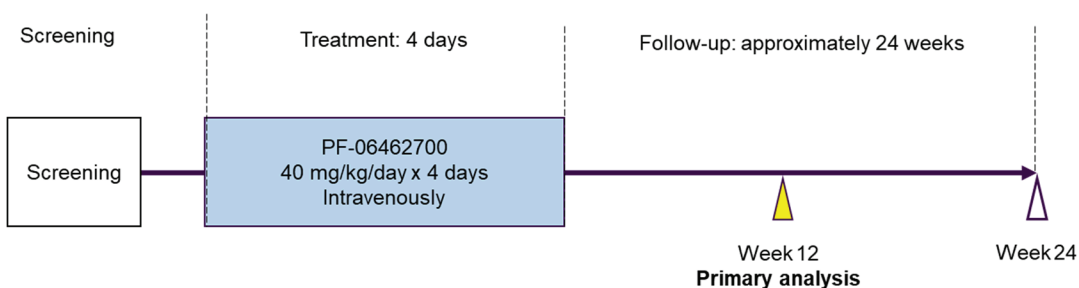 Screening
Treatment: 4 days
Follow-up: approximately 24 weeks
Screening
PF-06462700
40 mg/kg/day x 4 days
Intravenously
Week 12
Primary analysis
Week 24